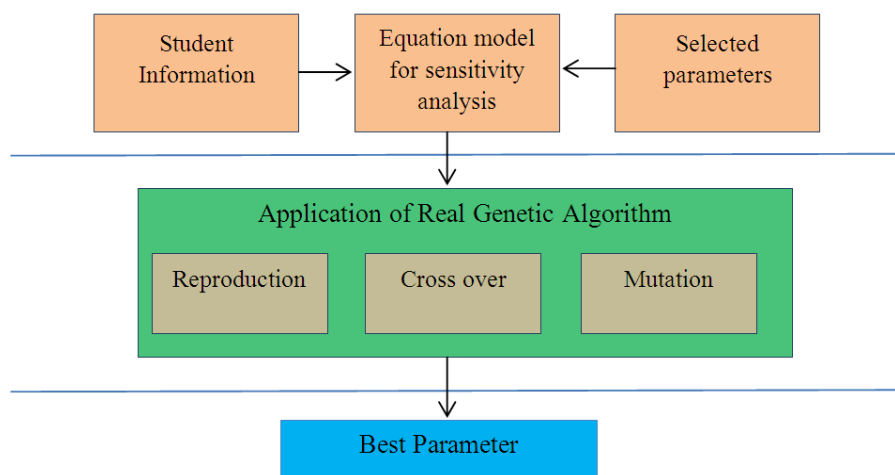 Student
Information
Equation model
for sensitivity
analysis
Selected
parameters
Application of Real Genetic Algorithm
Reproduction
Cross over
Mutation
Best Parameter